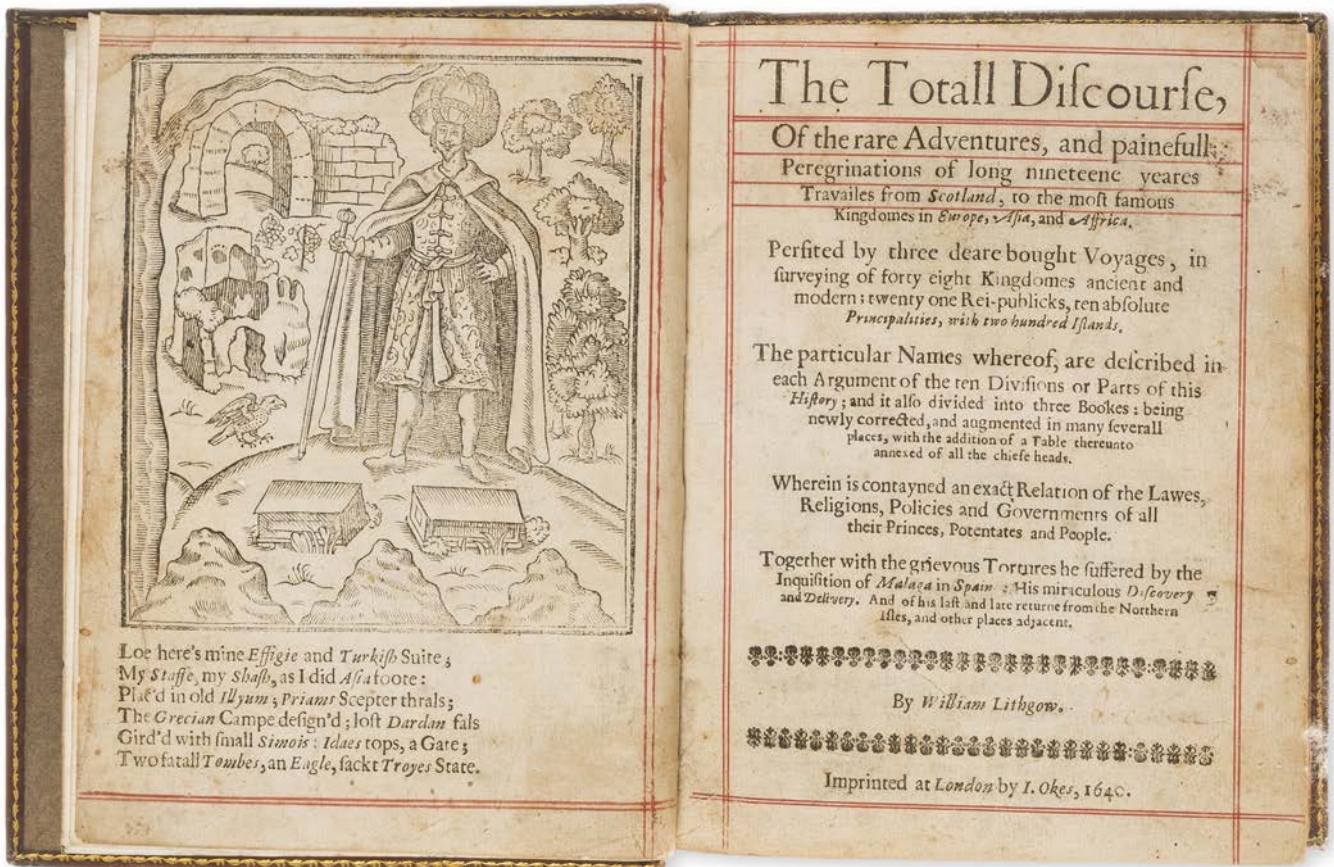 Loe here's mine Effigie and Turkiſh Suite;
My Staffe, my Shaſh, as I did Aſia foote:
Plac'd in old Illyum; Priams Scepter thrals;
The Grecian Campe deſign'd; loſt Dardan fals
Gird'd with ſmall Simois: Idaes tops, a Gate;
Two fatall Tombes, an Eagle, ſackt Troyes State.
The Totall Diſcourſe,
Of the rare Adventures, and painefull
Peregrinations of long nineteene yeares
Travailes from Scotland, to the moſt famous
Kingdomes in Europe, Aſia, and Affrica.
Perfited by three deare bought Voyages, in
ſurveying of forty eight Kingdomes ancient and
modern; twenty one Rei-publicks, ten abſolute
Principalities, with two hundred Iſlands.
The particular Names whereof, are deſcribed in
each Argument of the ten Diviſions or Parts of this
Hiſtory; and it alſo divided into three Bookes: being
newly corrected, and augmented in many ſeverall
places, with the addition of a Table thereunto
annexed of all the chiefe heads.
Wherein is contayned an exact Relation of the Lawes,
Religions, Policies and Governments of all
their Princes, Potentates and People.
Together with the grievous Tortures he ſuffered by the
Inquiſition of Malaga in Spain: His miraculous Diſcovery
and Delivery. And of his laſt and late returne from the Northern
Iſles, and other places adjacent.
By William Lithgow.
Imprinted at London by I. Okes, 1640.